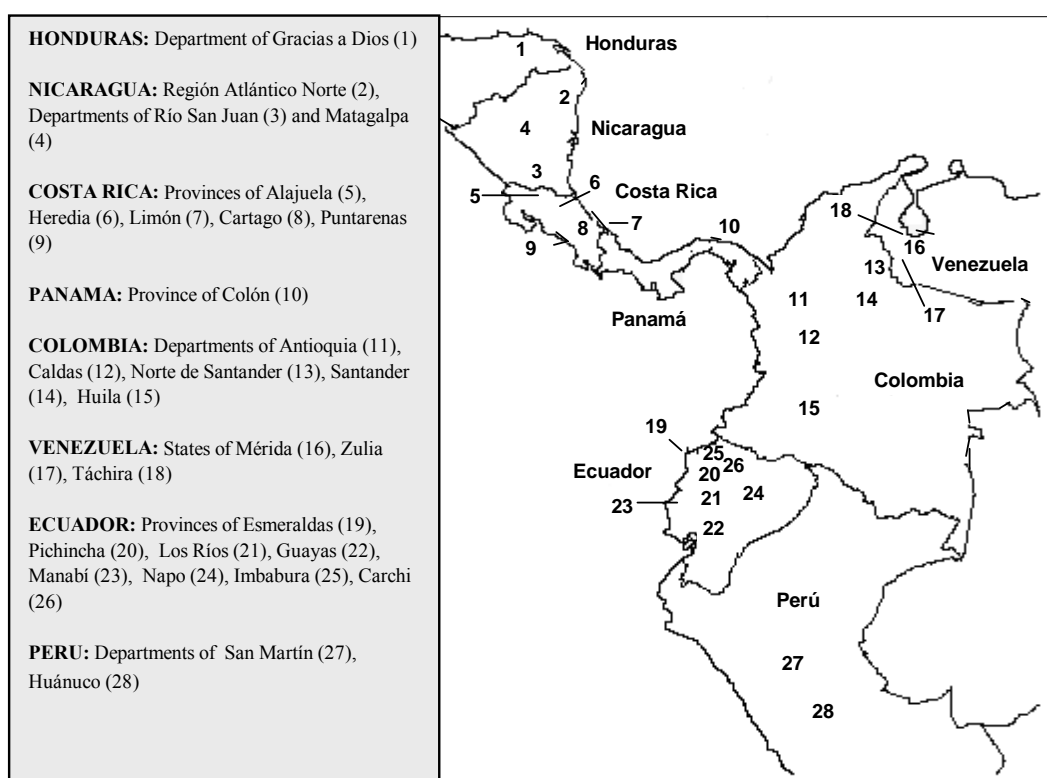 HONDURAS: Department of Gracias a Dios (1)
NICARAGUA: Región Atlántico Norte (2),
Departments of Río San Juan (3) and Matagalpa
(4)
COSTA RICA: Provinces of Alajuela (5),
Heredia (6), Limón (7), Cartago (8), Puntarenas
(9)
PANAMA: Province of Colón (10)
COLOMBIA: Departments of Antioquia (11),
Caldas (12), Norte de Santander (13), Santander
(14), Huila (15)
VENEZUELA: States of Mérida (16), Zulia
(17), Táchira (18)
ECUADOR: Provinces of Esmeraldas (19),
Pichincha (20), Los Ríos (21), Guayas (22),
Manabí (23), Napo (24), Imbabura (25), Carchi
(26)
PERU: Departments of San Martín (27),
Huánuco (28)
1
Honduras
2
4
Nicaragua
3
6
5
Costa Rica
7
8
9
10
18
16
Venezuela
13
11
14
17
Panamá
12
Colombia
15
19
25
26
Ecuador
20
24
23
21
22
Perú
27
28